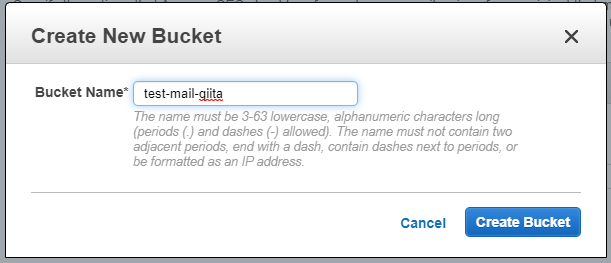 Create New Bucket
Bucket Name* test-mail-qiita
The name must be 3-63 lowercase, alphanumeric characters long
(periods (.) and dashes (-) allowed). The name must not contain two
adjacent periods, end with a dash, contain dashes next to periods, or
be formatted as an IP address.
Cancel Create Bucket